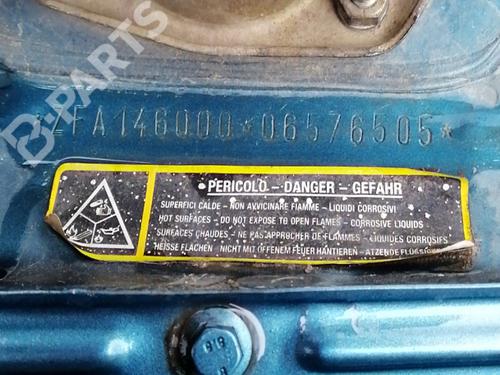 *ZFA146000*06576505*
PERICOLO - DANGER - GEFAHR
SUPERFICI CALDE - NON AVVICINARE FIAMME - LIQUIDI CORROSIVI
HOT SURFACES - DO NOT EXPOSE TO OPEN FLAMES - CORROSIVE LIQUIDS
SURFACES CHAUDES - NE PAS APPROCHER DE FLAMMES - LIQUIDES CORROSIFS
HEISSE FLÄCHEN - NICHT MIT OFFENEM FEUER HANTIEREN - ÄTZENDE
8.8